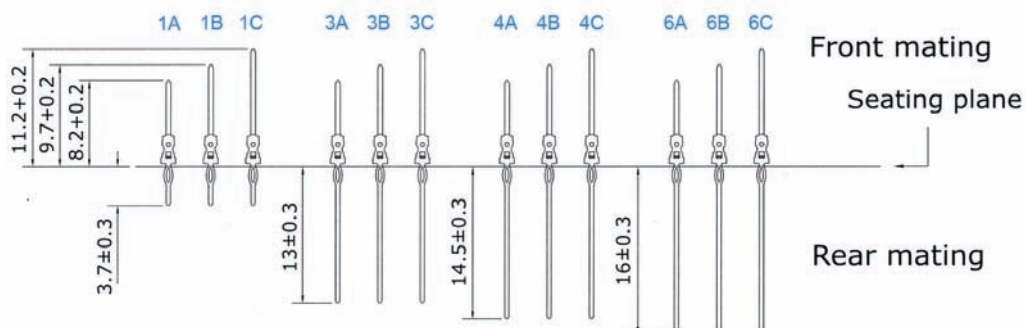 1A 1B 1C 3A 3B 3C 4A 4B 4C 6A 6B 6C
Front mating
11.2+0.2
9.7+0.2
8.2+0.2
Seating plane
3.7±0.3
13±0.3
14.5±0.3
16±0.3
Rear mating